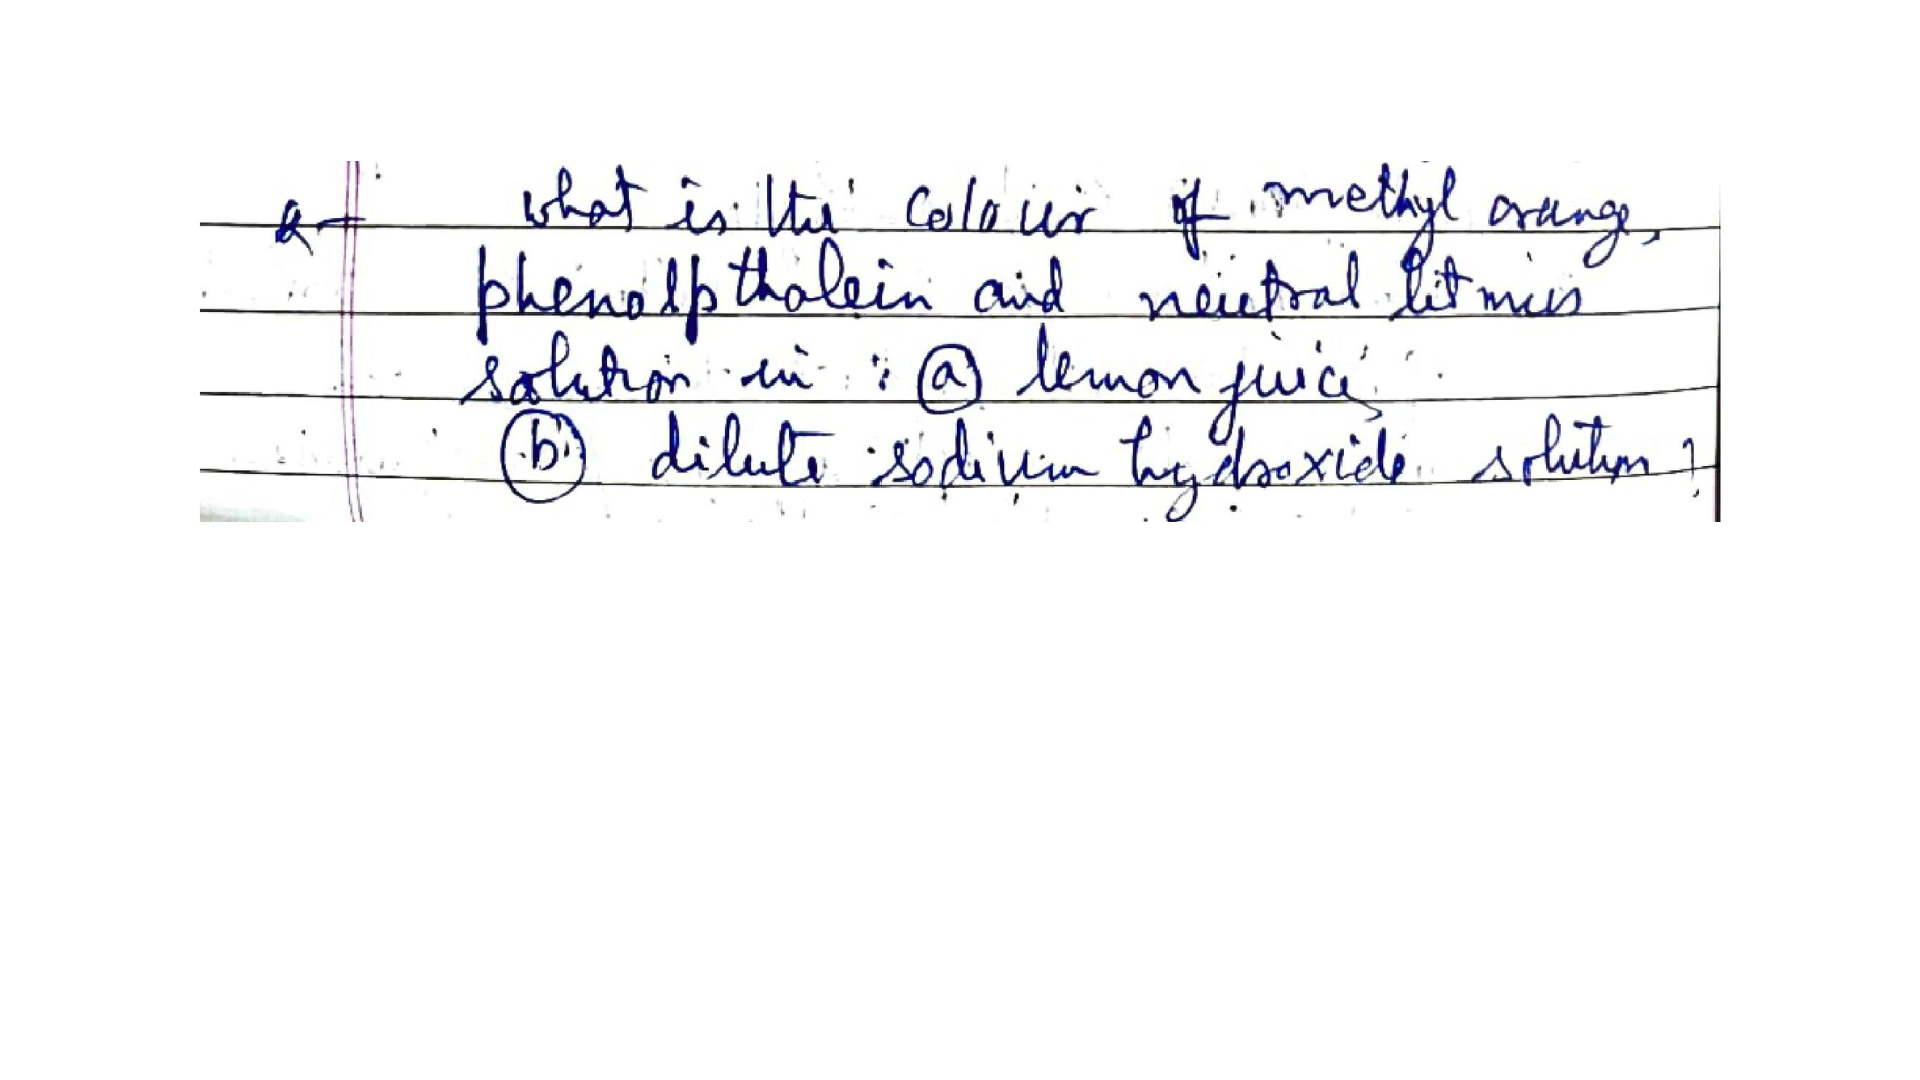 Q- what is the colour of methyl orange,
phenolpthalein and neutral litmus
solution in : (a) lemon juice,
(b) dilute sodium hydroxide solution ?